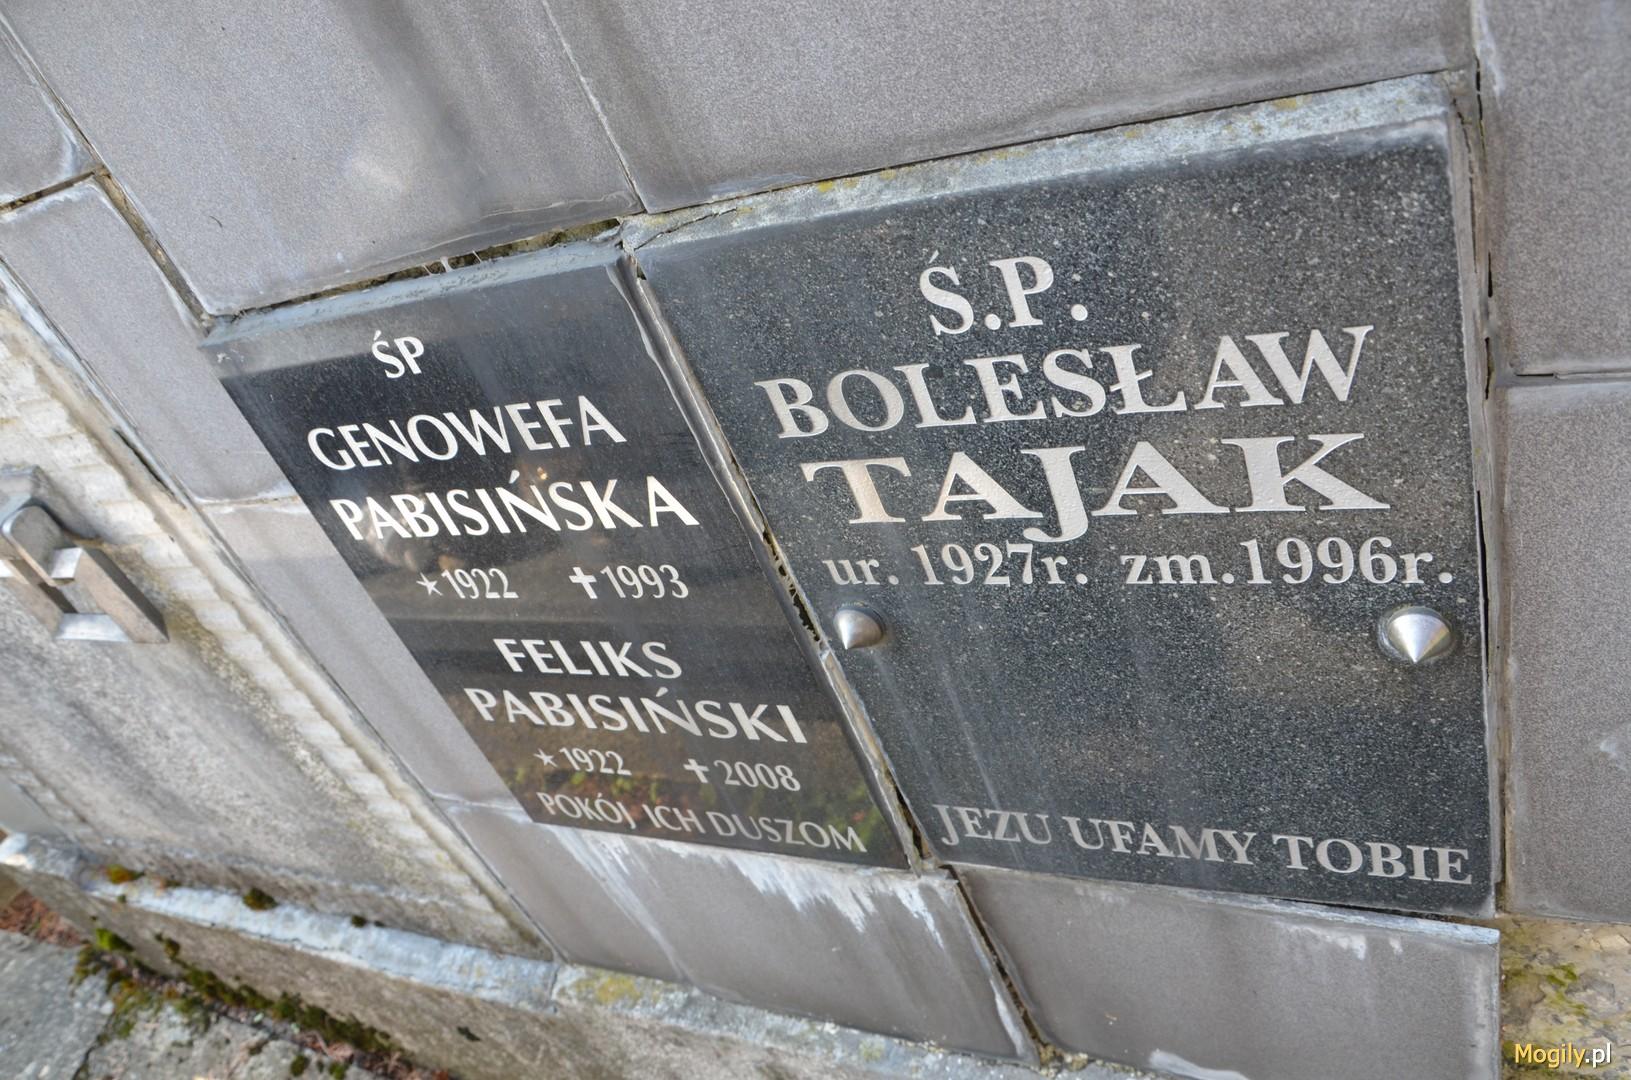 ŚP
GENOWEFA
PABISIŃSKA
*1922 ✝1993
FELIKS
PABISIŃSKI
*1922 ✝2008
POKÓJ ICH DUSZOM
Ś.P.
BOLESŁAW
TAJAK
ur. 1927r. zm.1996r.
JEZU UFAMY TOBIE
Mogily.pl